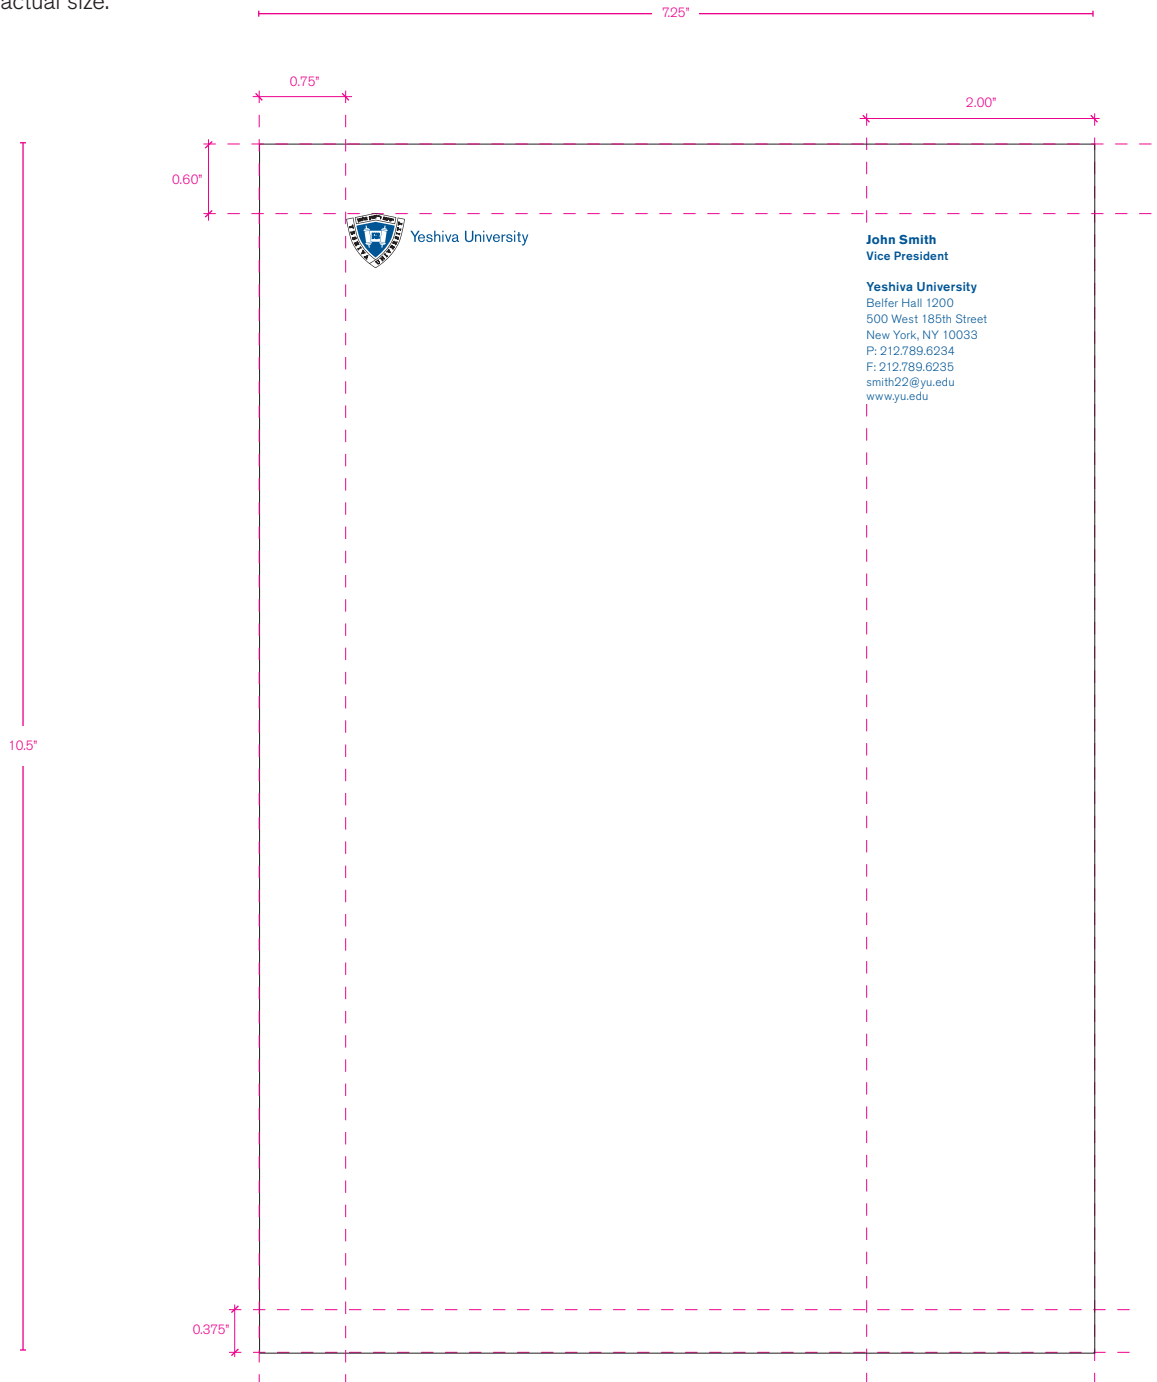 actual size.
7.25"
0.75"
2.00"
0.60"
YESHIVA UNIVERSITY
Yeshiva University
John Smith
Vice President
Yeshiva University
Belfer Hall 1200
500 West 185th Street
New York, NY 10033
P: 212.789.6234
F: 212.789.6235
smith22@yu.edu
www.yu.edu
10.5"
0.375"